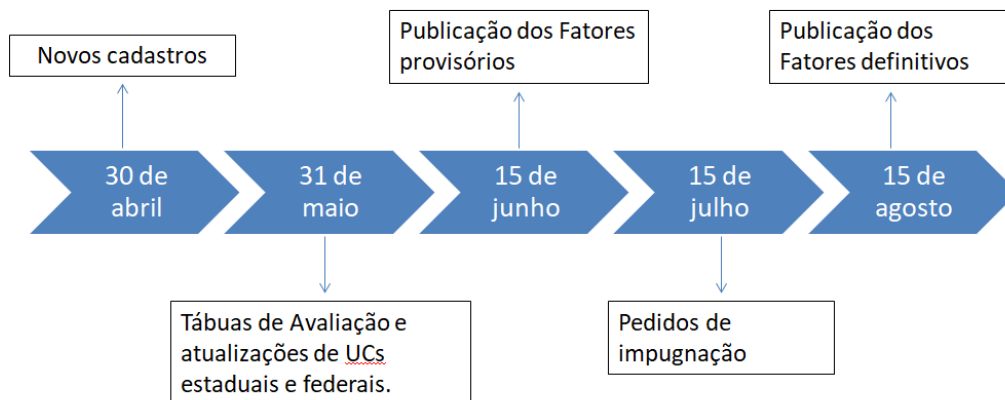 Novos cadastros
Publicação dos Fatores
provisórios
Publicação dos
Fatores definitivos
30 de
abril
31 de
maio
15 de
junho
15 de
julho
15 de
agosto
Tábuas de Avaliação e
atualizações de UCs
estaduais e federais.
Pedidos de
impugnação